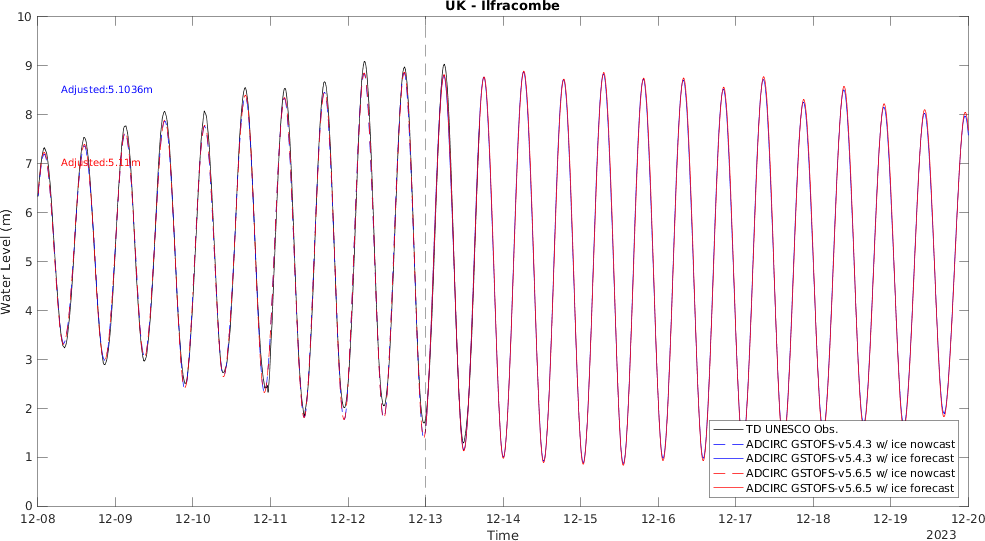 UK - Ilfracombe
10
9
8
7
6
5
4
3
2
1
0
Water Level (m)
Adjusted:5.1036m
Adjusted:5.11m
TD UNESCO Obs.
ADCIRC GSTOFS-v5.4.3 w/ ice nowcast
ADCIRC GSTOFS-v5.4.3 w/ ice forecast
ADCIRC GSTOFS-v5.6.5 w/ ice nowcast
ADCIRC GSTOFS-v5.6.5 w/ ice forecast
12-08 12-09 12-10 12-11 12-12 12-13 12-14 12-15 12-16 12-17 12-18 12-19 12-20
Time
2023